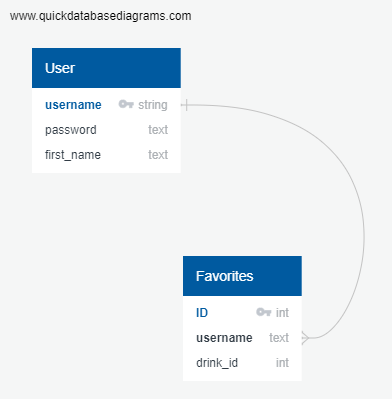 www.quickdatabasediagrams.com
User
username string
password text
first_name text
Favorites
ID int
username text
drink_id int